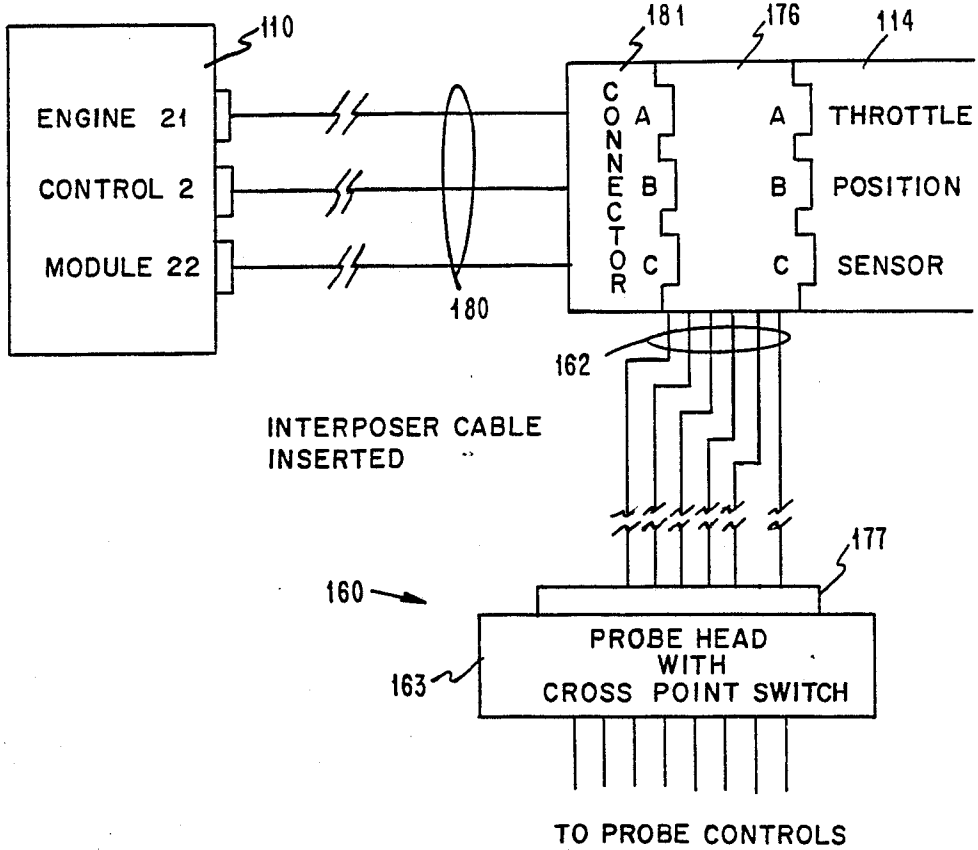 110
181
176
114
ENGINE 21
CONTROL 2
MODULE 22
CONNECTOR
A
B
C
A
B
C
THROTTLE
POSITION
SENSOR
180
162
INTERPOSER CABLE
INSERTED
177
160
163
PROBE HEAD
WITH
CROSS POINT SWITCH
TO PROBE CONTROLS